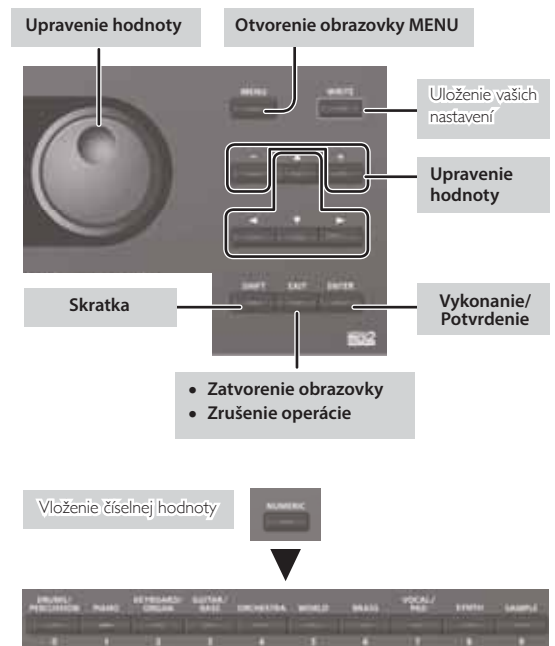 Upravenie hodnoty
Otvorenie obrazovky MENU
MENU
WRITE
Uloženie vašich
nastavení
Upravenie
hodnoty
SHIFT EXIT ENTER
Skratka
Vykonanie/
Potvrdenie
• Zatvorenie obrazovky
• Zrušenie operácie
Vloženie číselnej hodnoty
NUMERIC
DRUMS/
PERCUSSION
PIANO
KEYBOARD/
ORGAN
GUITAR/
BASS
ORCHESTRA
WORLD
BRASS
VOCAL/
PAD
SYNTH
SAMPLE
0 1 2 3 4 5 6 7 8 9